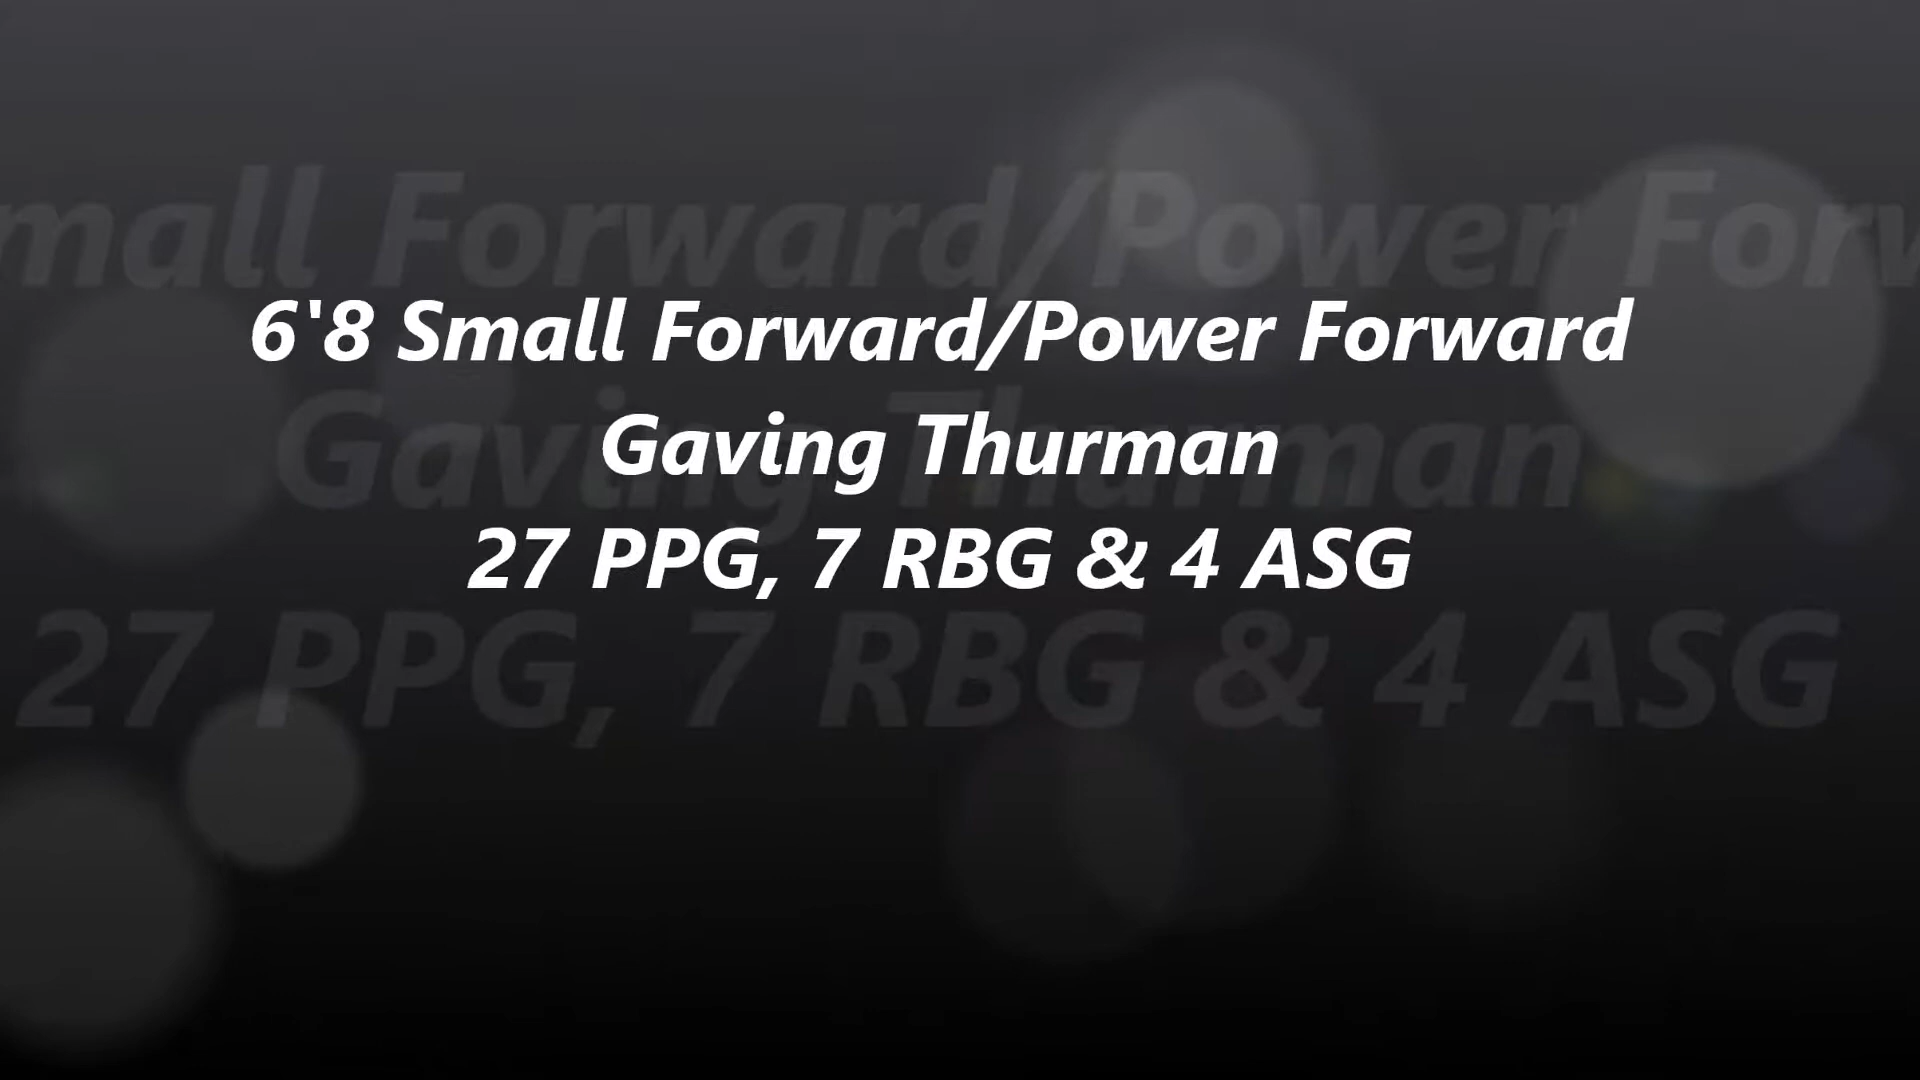 6'8 Small Forward/Power Forward
Gaving Thurman
27 PPG, 7 RBG & 4 ASG